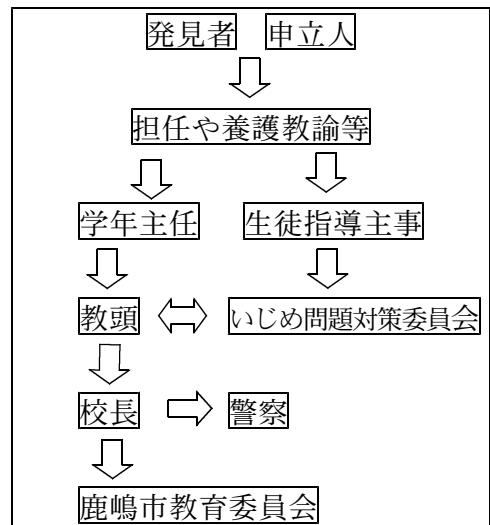 発見者 申立人
担任や養護教諭等
学年主任 生徒指導主事
教頭 いじめ問題対策委員会
校長 警察
鹿嶋市教育委員会